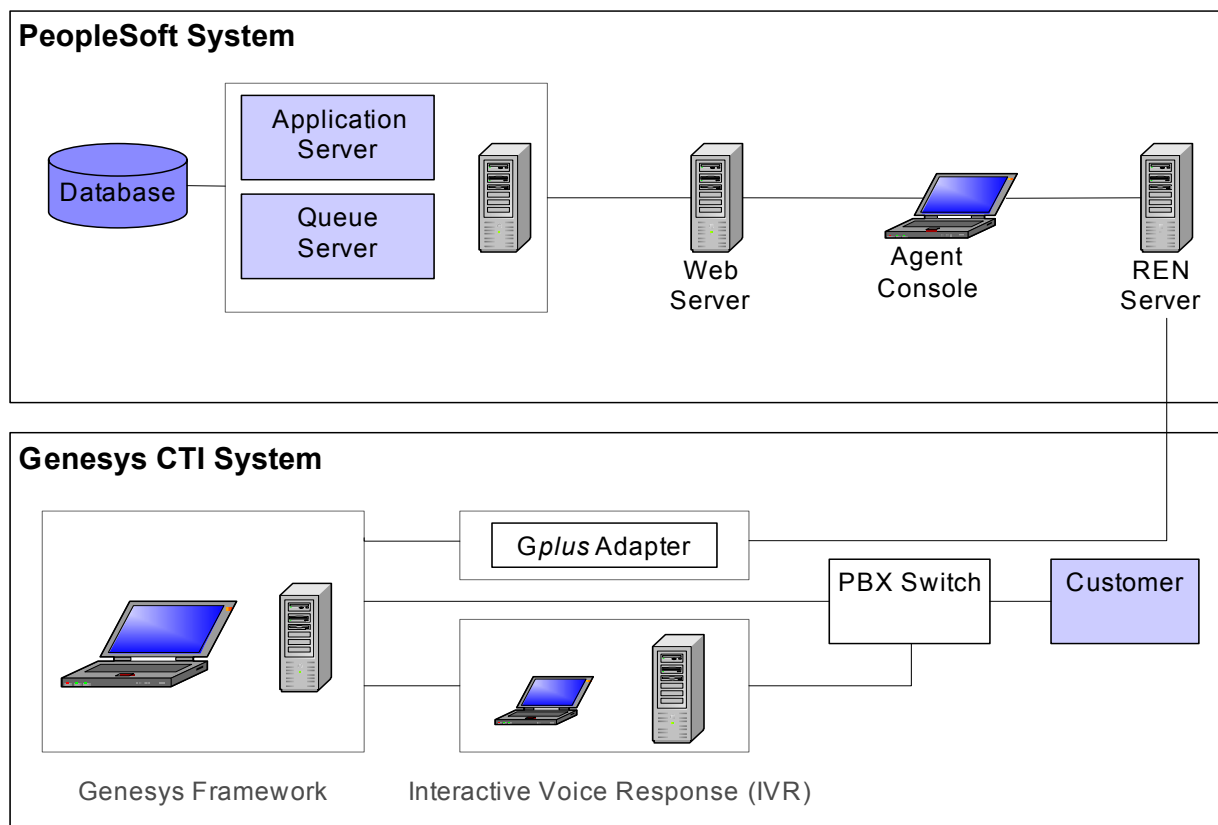 PeopleSoft System
Application
Server
Database
Queue
Server
Web
Server
Agent
Console
REN
Server
Genesys CTI System
Gplus Adapter
PBX Switch
Customer
Genesys Framework
Interactive Voice Response (IVR)